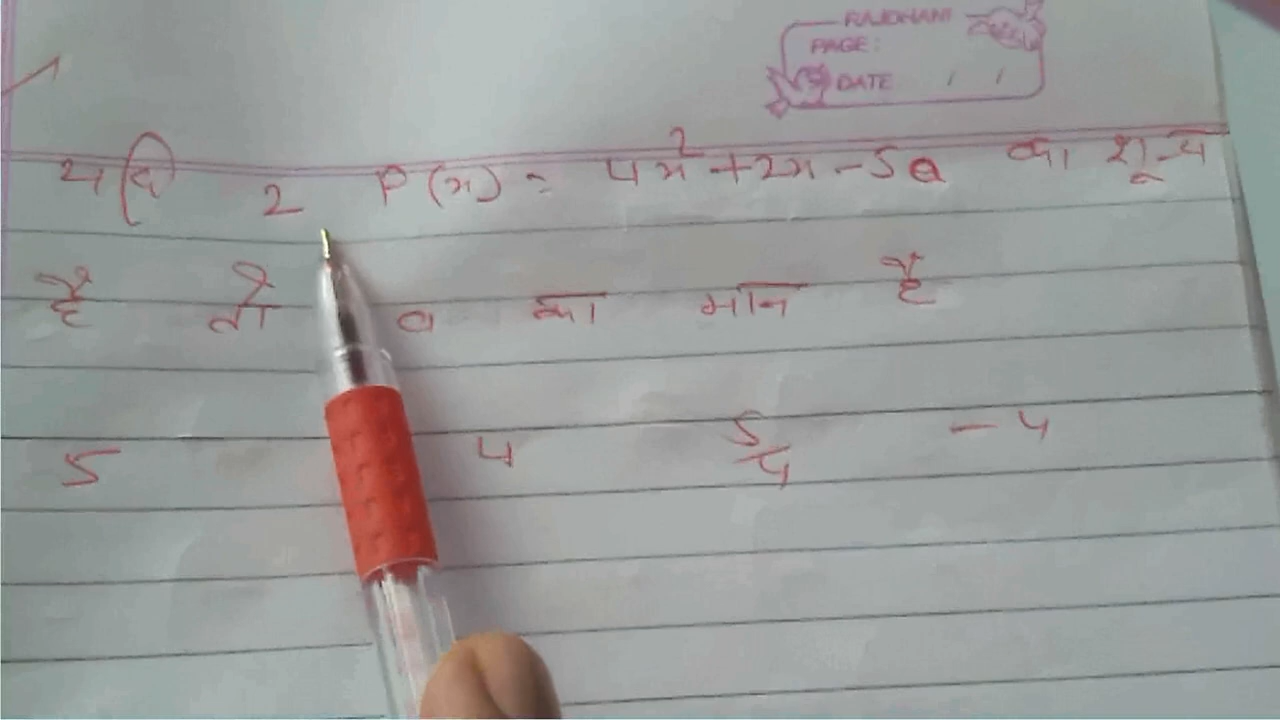 RAJDHANI
PAGE:
DATE / /
यदि 2 P(x) = 4x² + 2x - 5a का शून्य
है तो a का मान है
5 4 5/4 - 4